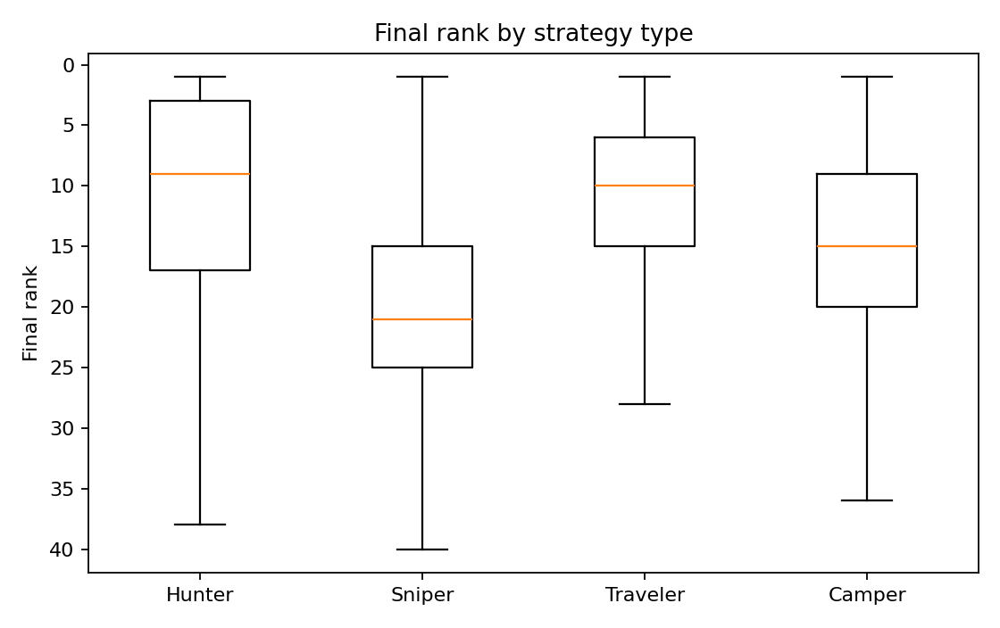 Final rank by strategy type
Final rank
0
5
10
15
20
25
30
35
40
Hunter
Sniper
Traveler
Camper